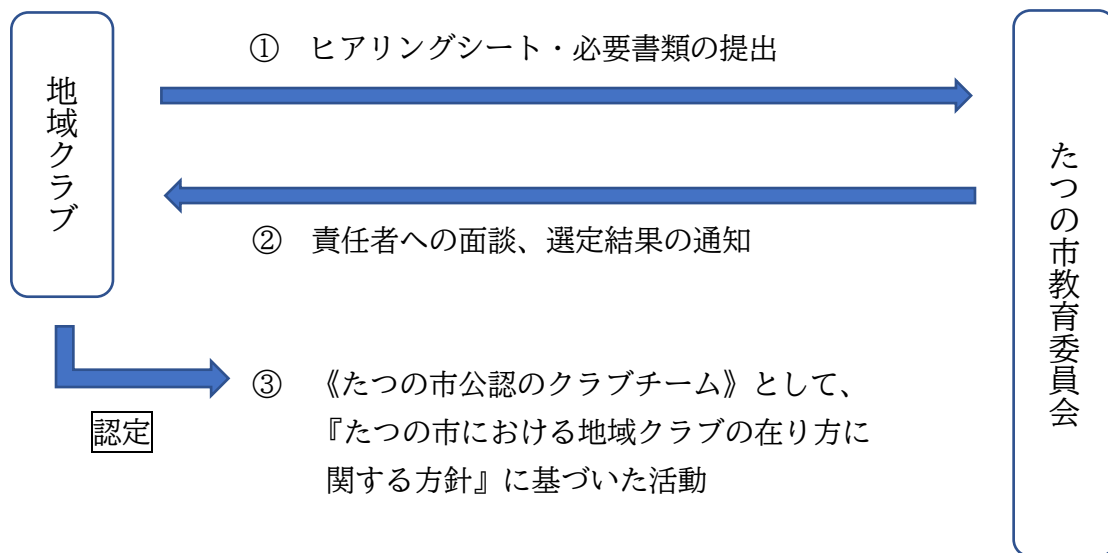 地域クラブ
① ヒアリングシート・必要書類の提出
② 責任者への面談、選定結果の通知
認定
③ 《たつの市公認のクラブチーム》として、
『たつの市における地域クラブの在り方に
関する方針』に基づいた活動
たつの市教育委員会